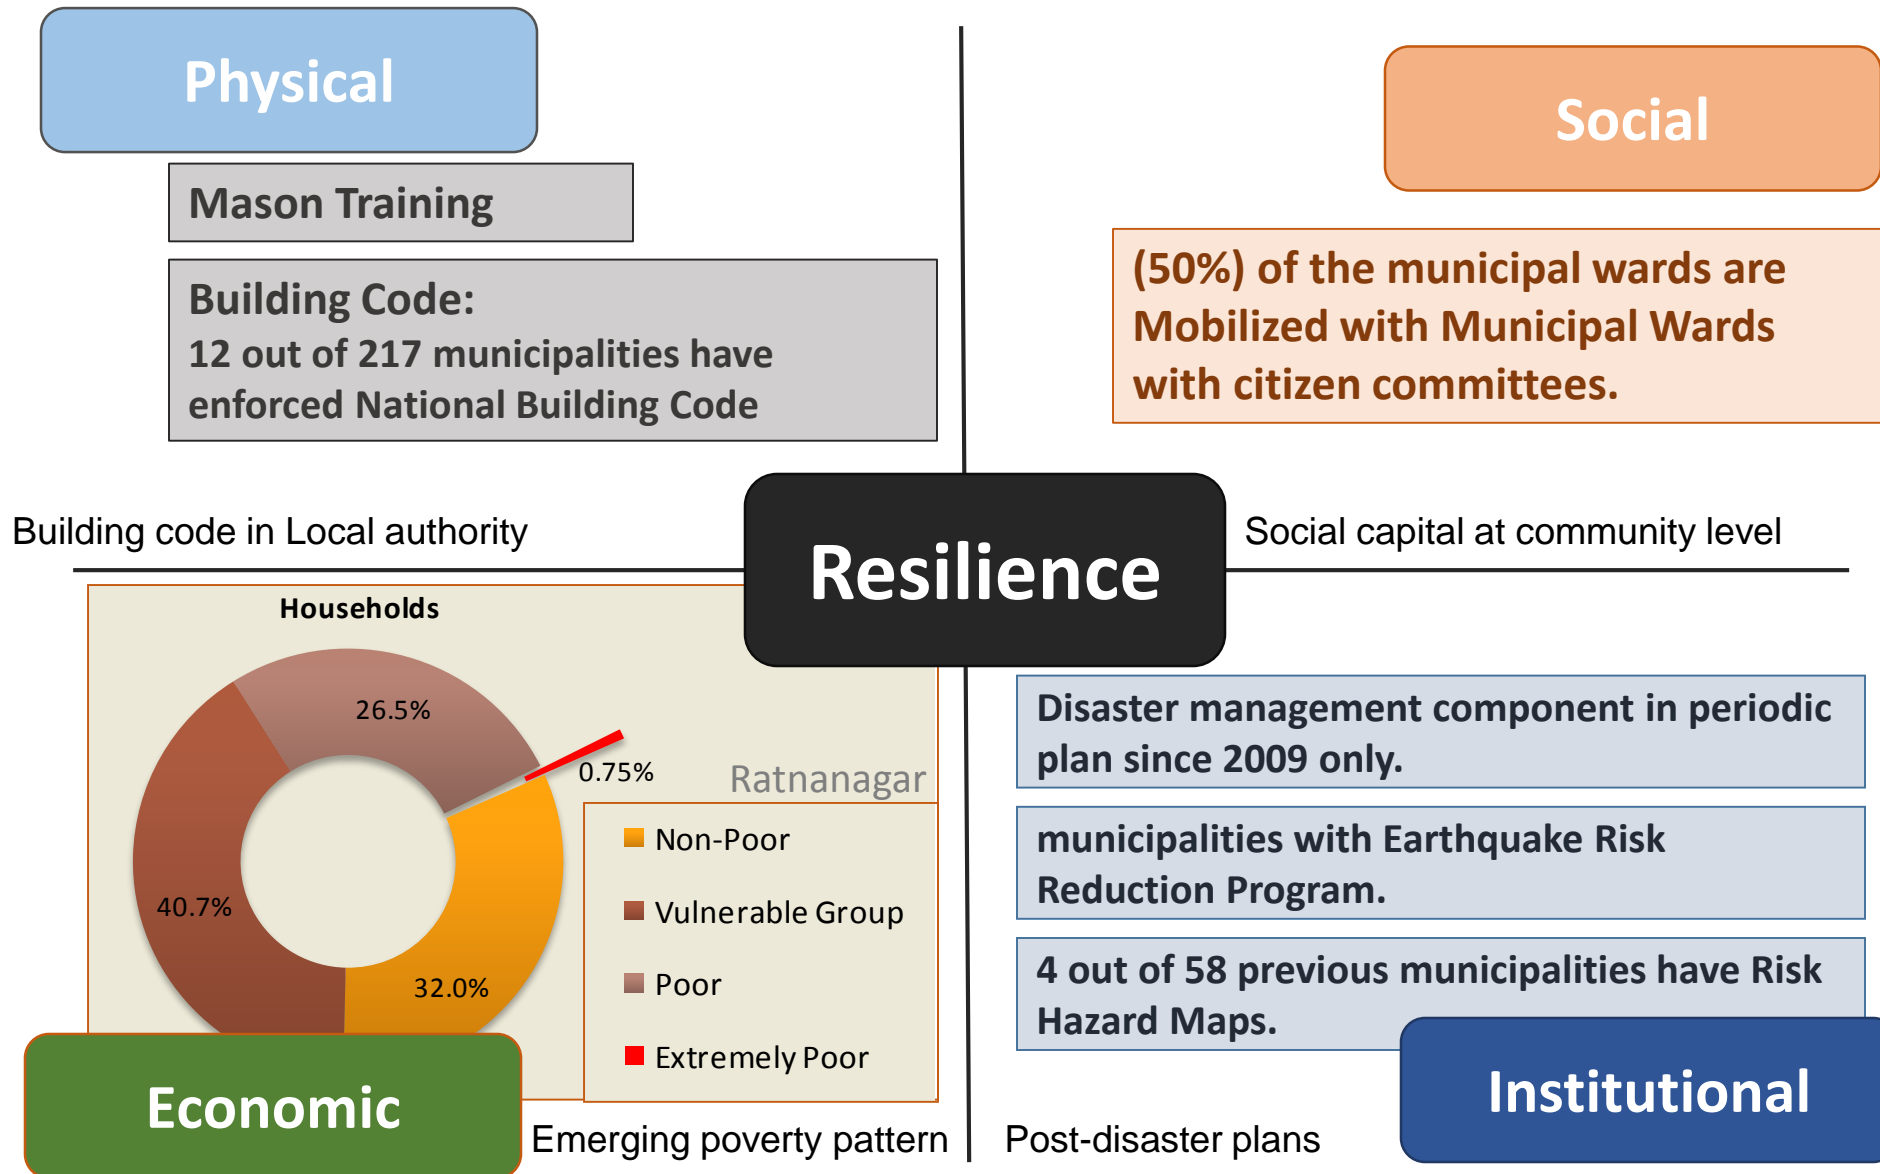 Physical
Mason Training
Building Code:
12 out of 217 municipalities have
enforced National Building Code
Building code in Local authority
Social
(50%) of the municipal wards are
Mobilized with Municipal Wards
with citizen committees.
Social capital at community level
Resilience
Households
26.5%
0.75%
40.7%
32.0%
Ratnanagar
Non-Poor
Vulnerable Group
Poor
Extremely Poor
Economic
Emerging poverty pattern
Disaster management component in periodic
plan since 2009 only.
municipalities with Earthquake Risk
Reduction Program.
4 out of 58 previous municipalities have Risk
Hazard Maps.
Institutional
Post-disaster plans